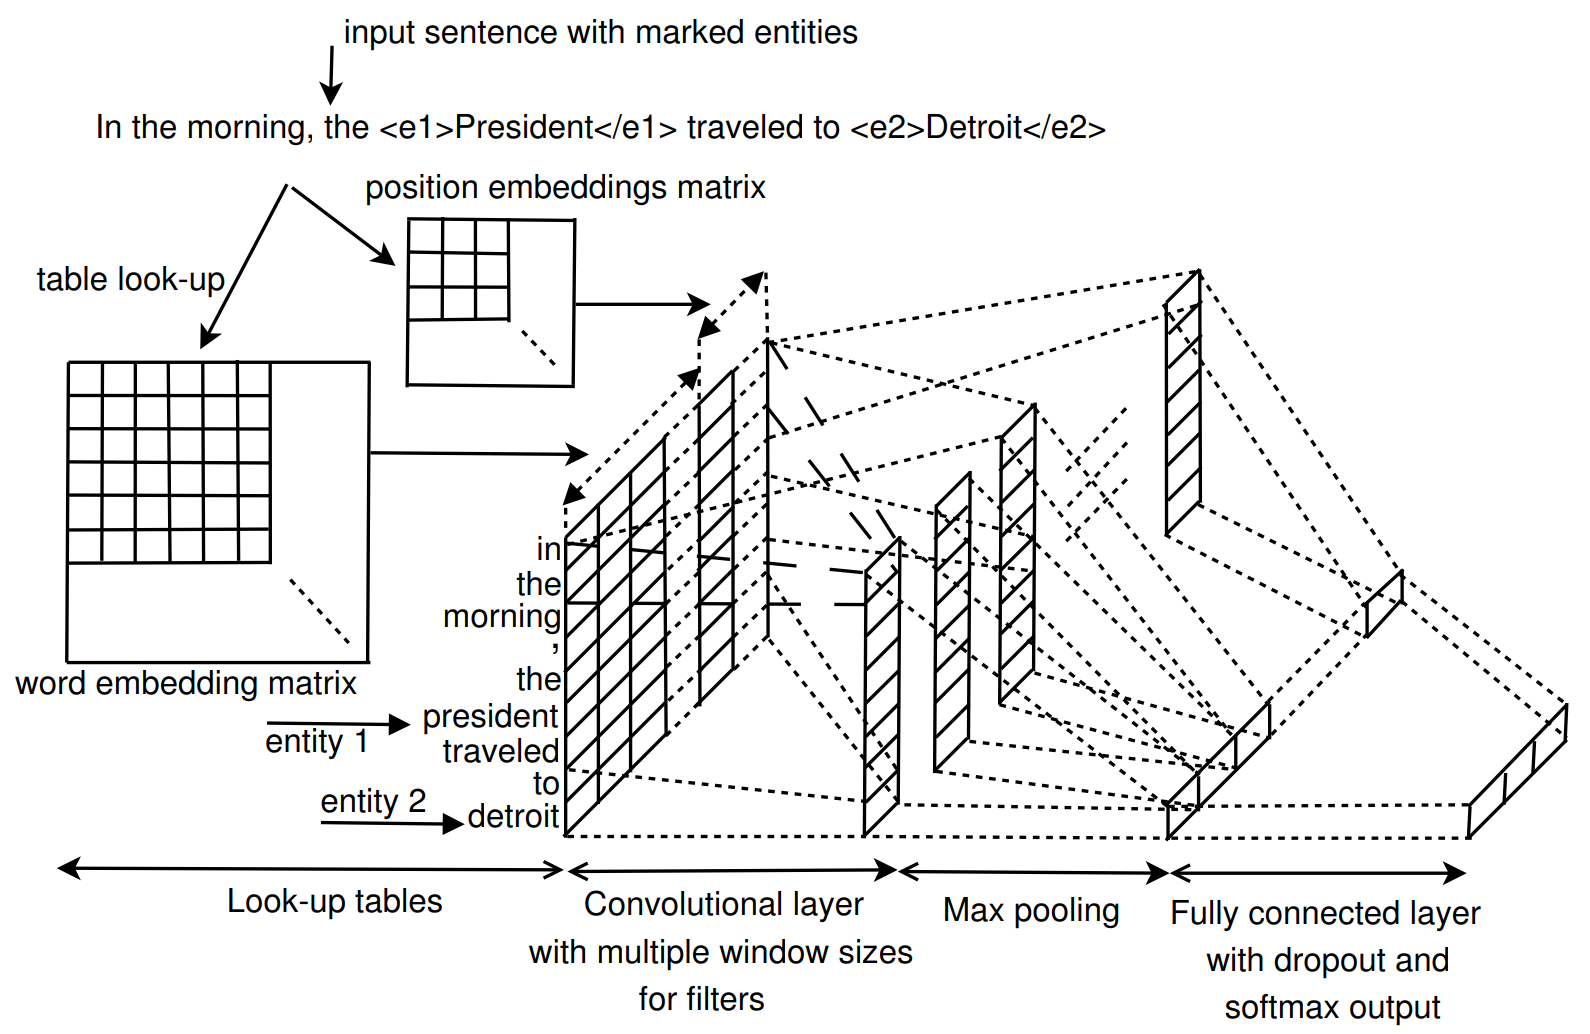 input sentence with marked entities
In the morning, the <e1>President</e1> traveled to <e2>Detroit</e2>
position embeddings matrix
table look-up
word embedding matrix
in
the
morning
,
the
president
traveled
to
detroit
entity 1
entity 2
Look-up tables
Convolutional layer
with multiple window sizes
for filters
Max pooling
Fully connected layer
with dropout and
softmax output